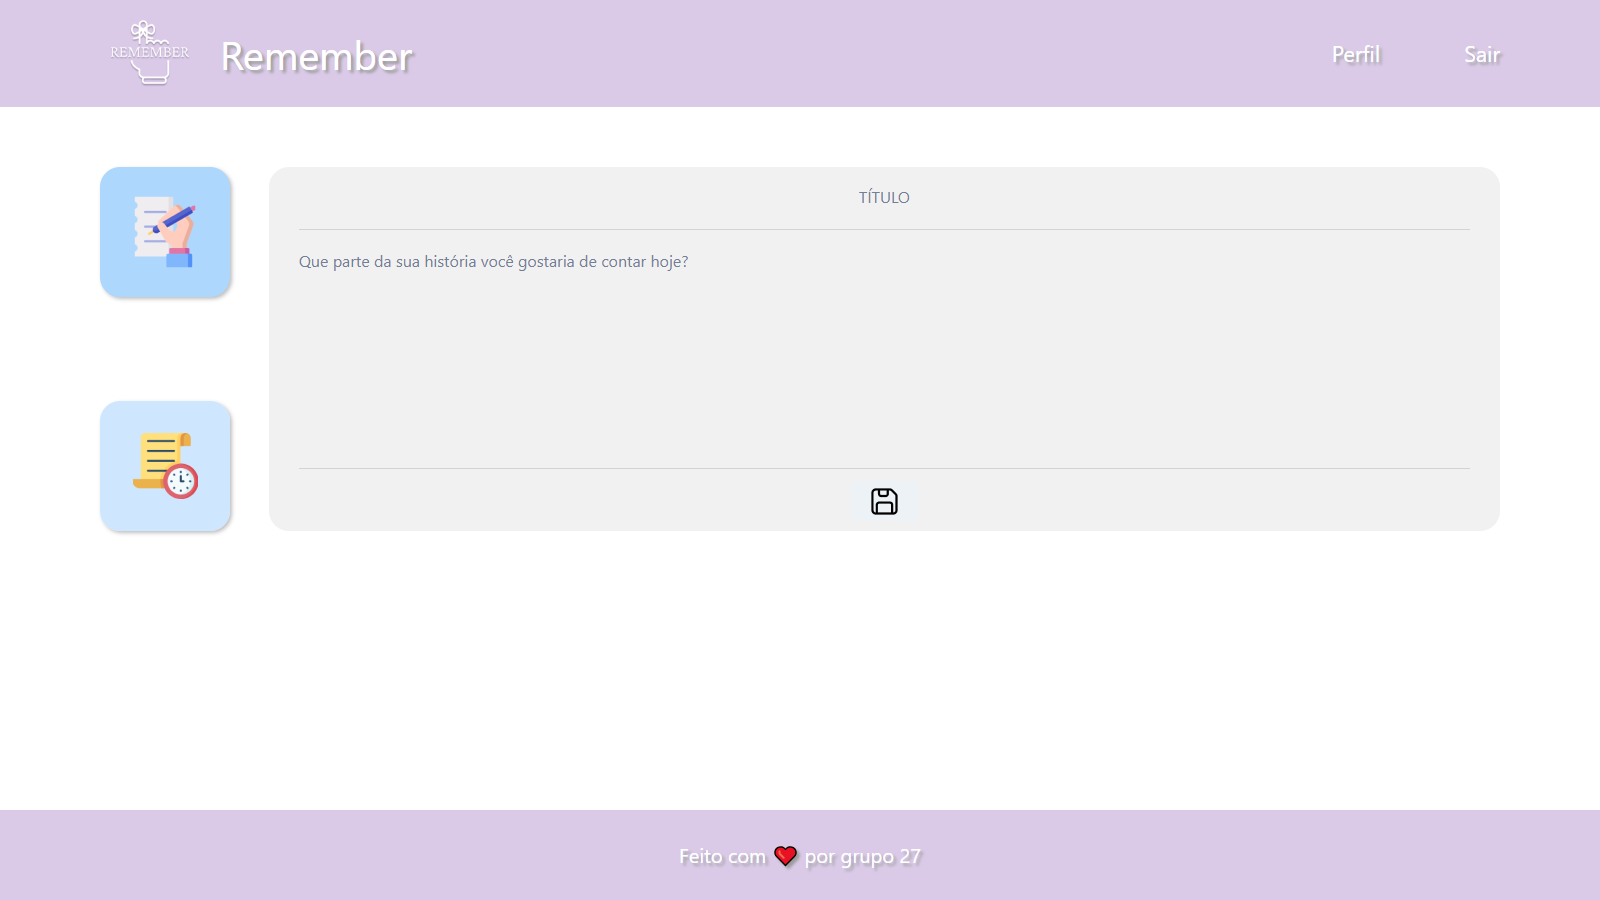 REMEMBER
Remember
Perfil
Sair
TÍTULO
Que parte da sua história você gostaria de contar hoje?
Feito com ❤ por grupo 27